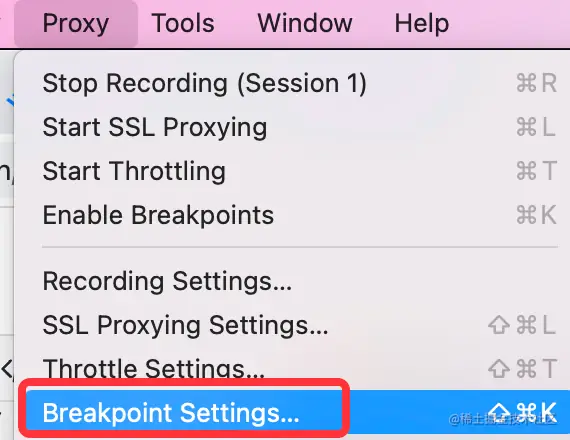 Proxy Tools Window Help
Stop Recording (Session 1) ⌘R
Start SSL Proxying ⌘L
Start Throttling ⌘T
Enable Breakpoints ⌘K
Recording Settings...
SSL Proxying Settings... ⇧⌘L
Throttle Settings... ⇧⌘T
Breakpoint Settings... ⇧⌘K
@稀土掘金技术社区